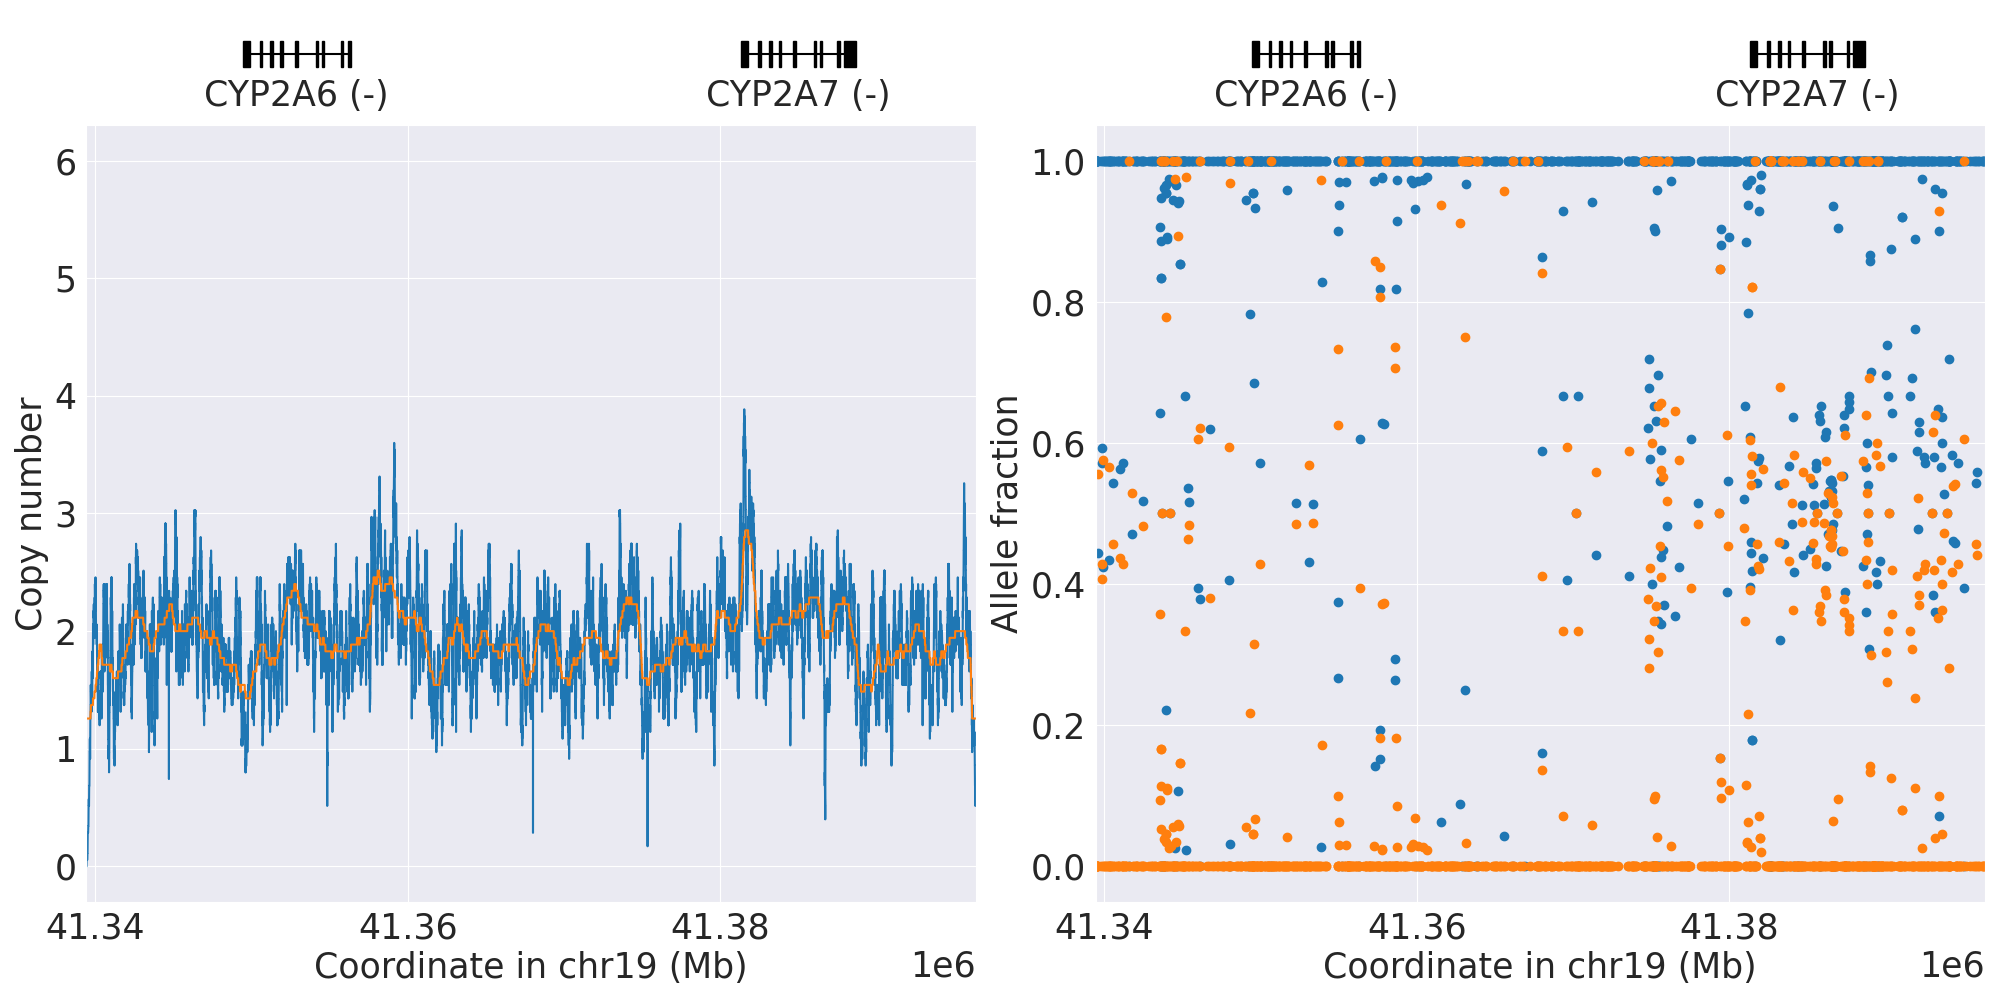 CYP2A6 (-)
CYP2A7 (-)
Copy number
6
5
4
3
2
1
0
41.34
41.36
41.38
Coordinate in chr19 (Mb)
1e6
CYP2A6 (-)
CYP2A7 (-)
Allele fraction
1.0
0.8
0.6
0.4
0.2
0.0
41.34
41.36
41.38
Coordinate in chr19 (Mb)
1e6